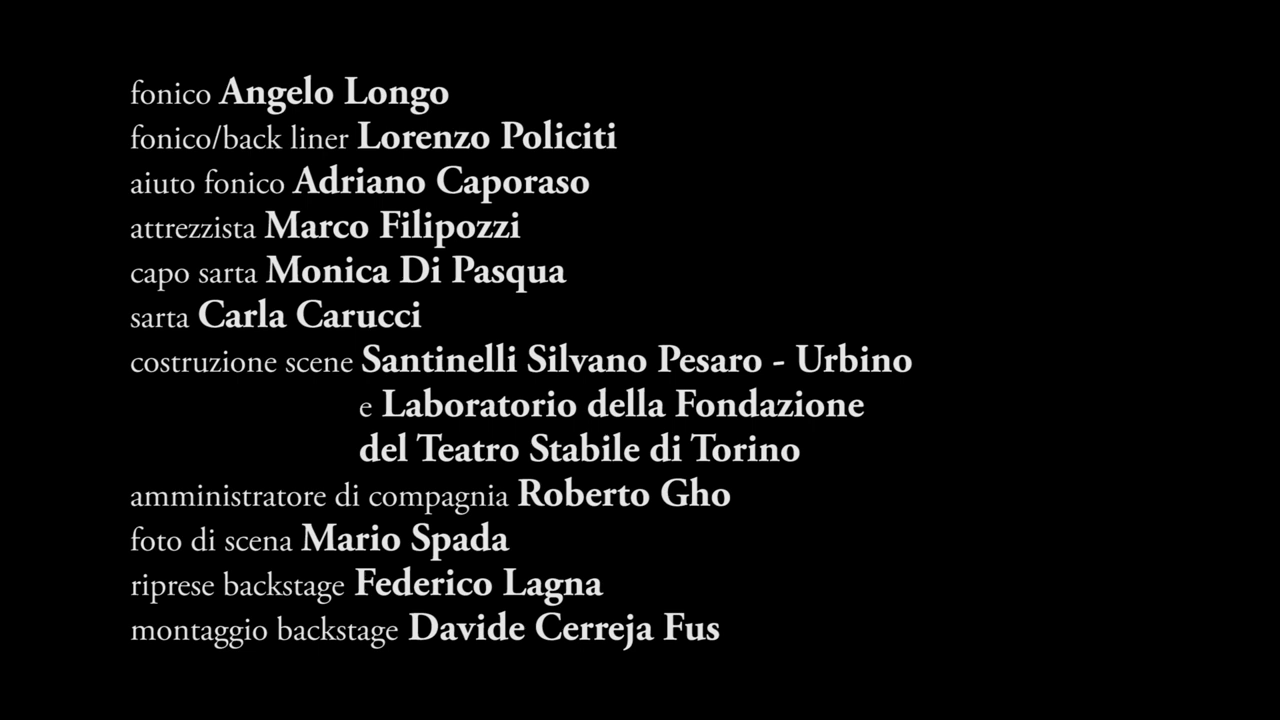 fonico Angelo Longo
fonico/back liner Lorenzo Policiti
aiuto fonico Adriano Caporaso
attrezzista Marco Filipozzi
capo sarta Monica Di Pasqua
sarta Carla Carucci
costruzione scene Santinelli Silvano Pesaro - Urbino
e Laboratorio della Fondazione
del Teatro Stabile di Torino
amministratore di compagnia Roberto Gho
foto di scena Mario Spada
riprese backstage Federico Lagna
montaggio backstage Davide Cerreja Fus